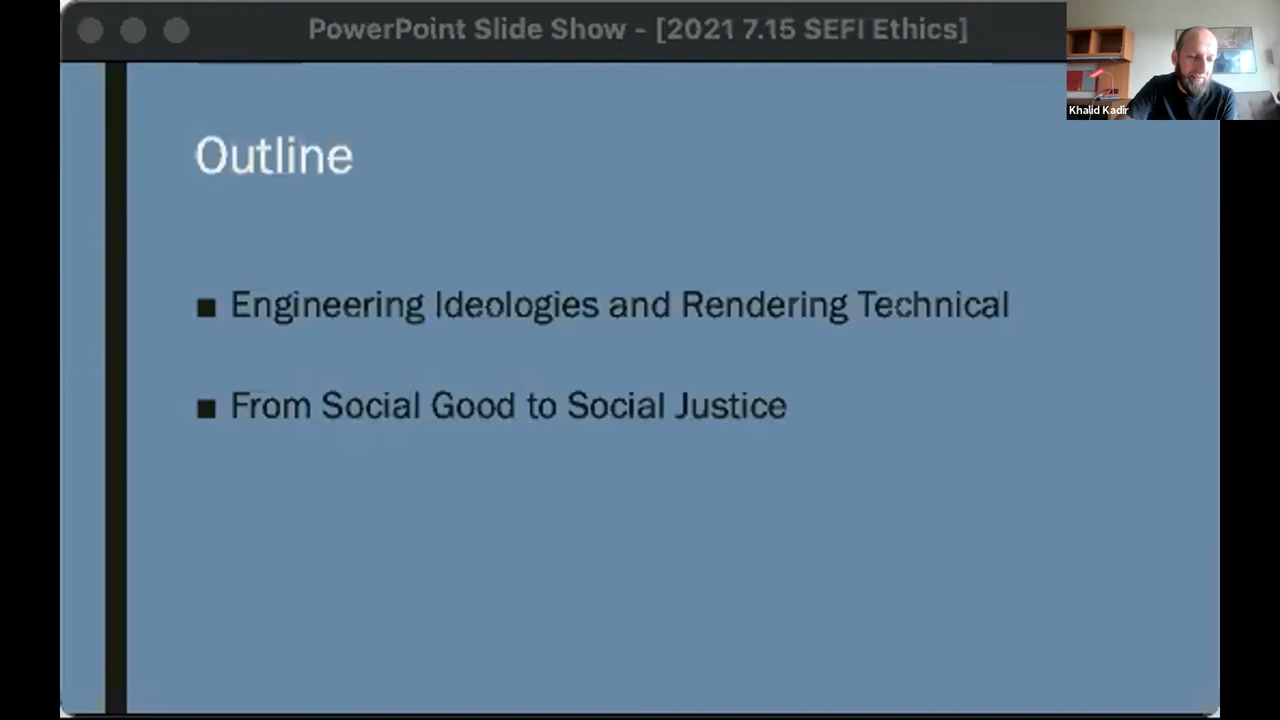 PowerPoint Slide Show - [2021 7.15 SEFI Ethics]
Khalid Kadir
Outline
■ Engineering Ideologies and Rendering Technical
■ From Social Good to Social Justice